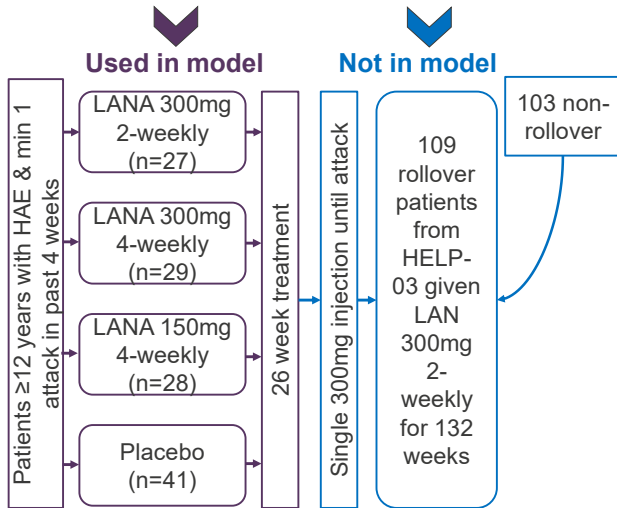 Used in model
Not in model
Patients ≥12 years with HAE & min 1
attack in past 4 weeks
LANA 300mg
2-weekly
(n=27)
LANA 300mg
4-weekly
(n=29)
LANA 150mg
4-weekly
(n=28)
Placebo
(n=41)
26 week treatment
Single 300mg injection until attack
109
rollover
patients
from
HELP-
03 given
LAN
300mg
2-
weekly
for 132
weeks
103 non-
rollover